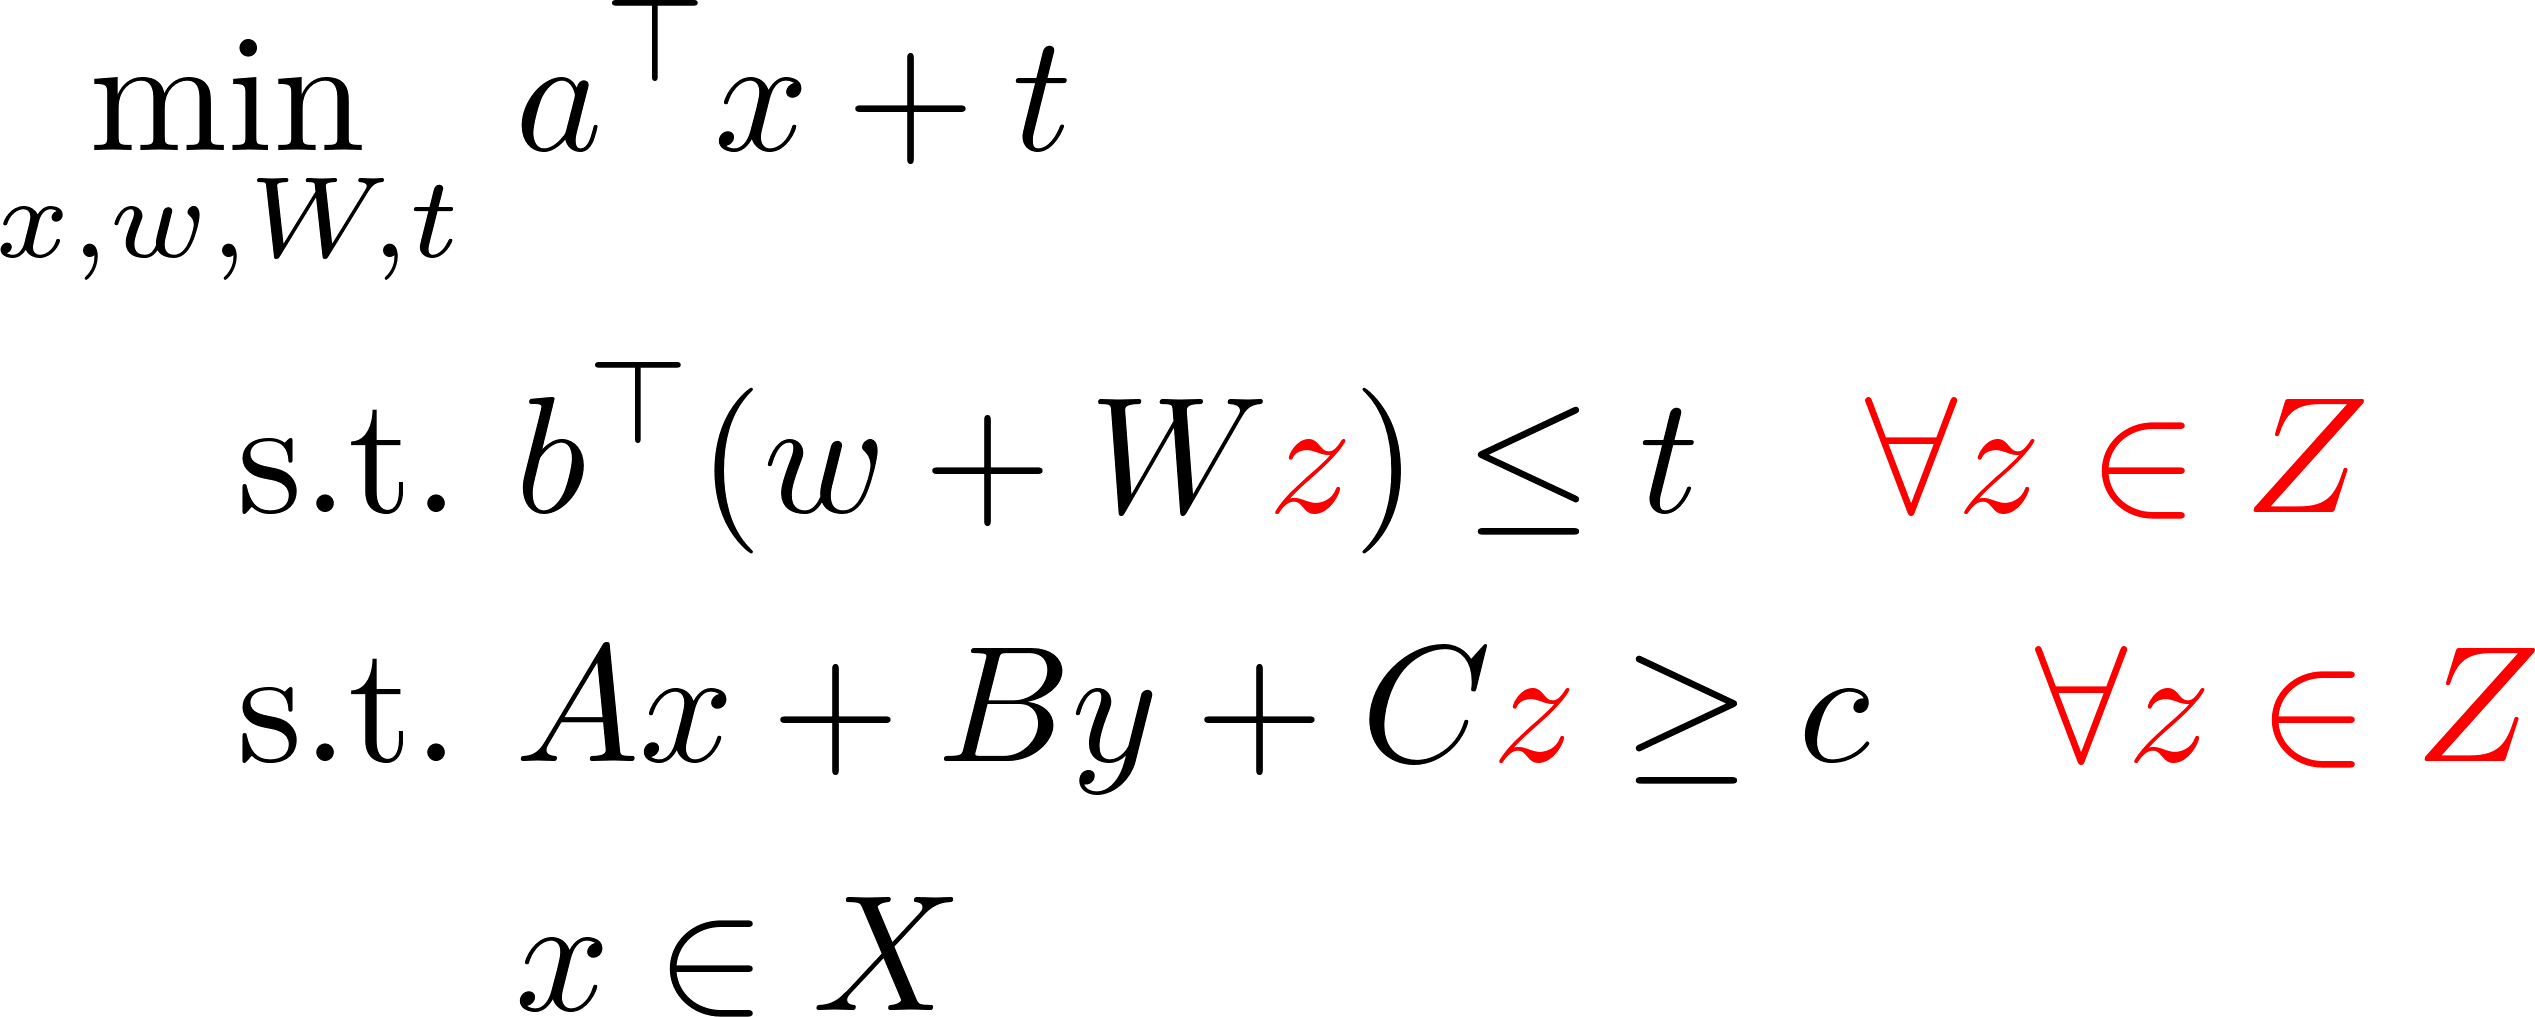 min a⊤x + t
x,w,W,t
s.t. b⊤(w + Wz) ≤ t ∀z ∈ Z
s.t. Ax + By + Cz ≥ c ∀z ∈ Z
x ∈ X